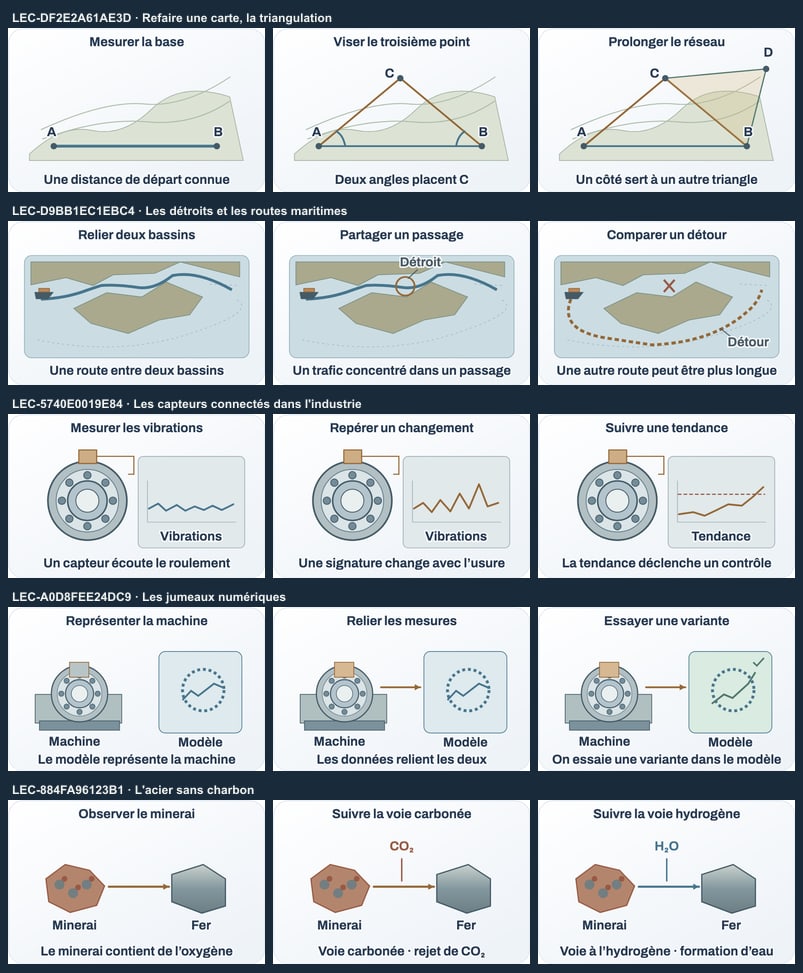 LEC-DF2E2A61AE3D · Refaire une carte, la triangulation
Mesurer la base
Viser le troisième point
Prolonger le réseau
A
B
A
B
C
A
B
C
D
Une distance de départ connue
Deux angles placent C
Un côté sert à un autre triangle
LEC-D9BB1EC1EBC4 · Les détroits et les routes maritimes
Relier deux bassins
Partager un passage
Comparer un détour
Détroit
Détour
Une route entre deux bassins
Un trafic concentré dans un passage
Une autre route peut être plus longue
LEC-5740E0019E84 · Les capteurs connectés dans l'industrie
Mesurer les vibrations
Repérer un changement
Suivre une tendance
Vibrations
Vibrations
Tendance
Un capteur écoute le roulement
Une signature change avec l'usure
La tendance déclenche un contrôle
LEC-A0D8FEE24DC9 · Les jumeaux numériques
Représenter la machine
Relier les mesures
Essayer une variante
Machine
Modèle
Machine
Modèle
Machine
Modèle
Le modèle représente la machine
Les données relient les deux
On essaie une variante dans le modèle
LEC-884FA96123B1 · L'acier sans charbon
Observer le minerai
Suivre la voie carbonée
Suivre la voie hydrogène
CO₂
H₂O
Minerai
Fer
Minerai
Fer
Minerai
Fer
Le minerai contient de l'oxygène
Voie carbonée · rejet de CO₂
Voie à l'hydrogène · formation d'eau